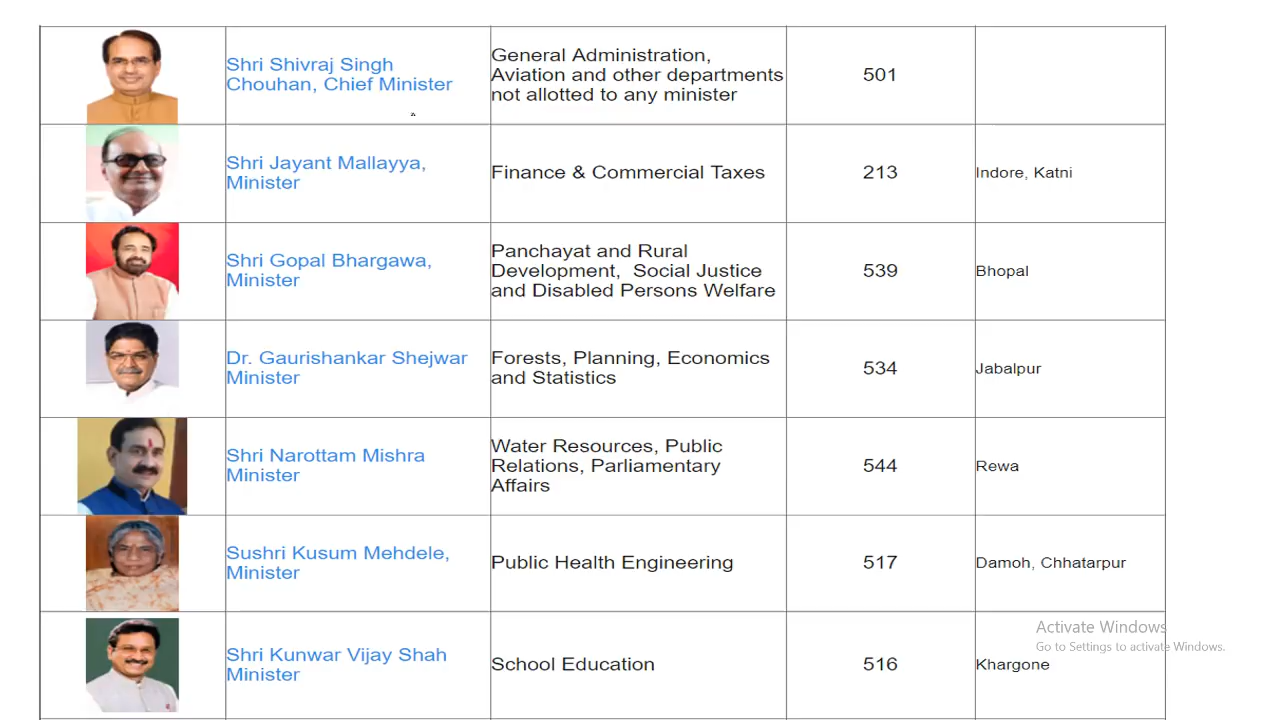 Shri Shivraj Singh
Chouhan, Chief Minister
General Administration,
Aviation and other departments
not allotted to any minister
501
Shri Jayant Mallayya,
Minister
Finance & Commercial Taxes
213
Indore, Katni
Shri Gopal Bhargawa,
Minister
Panchayat and Rural
Development,  Social Justice
and Disabled Persons Welfare
539
Bhopal
Dr. Gaurishankar Shejwar
Minister
Forests, Planning, Economics
and Statistics
534
Jabalpur
Shri Narottam Mishra
Minister
Water Resources, Public
Relations, Parliamentary
Affairs
544
Rewa
Sushri Kusum Mehdele,
Minister
Public Health Engineering
517
Damoh, Chhatarpur
Shri Kunwar Vijay Shah
Minister
School Education
516
Khargone
Activate Windows
Go to Settings to activate Windows.